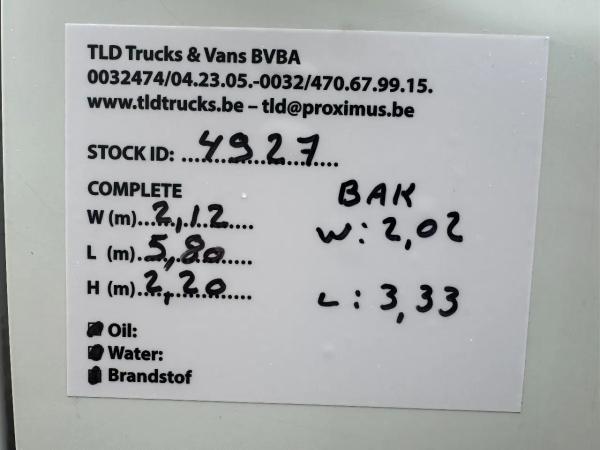 TLD Trucks & Vans BVBA
0032474/04.23.05.-0032/470.67.99.15.
www.tldtrucks.be – tld@proximus.be
STOCK ID: 4927
COMPLETE
W (m) 2,12
L (m) 5,80
H (m) 2,20
BAK
W: 2,02
L: 3,33
Oil:
Water:
Brandstof